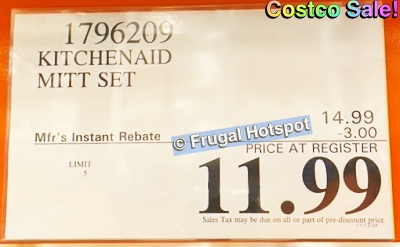 Costco Sale!
1796209
KITCHENAID
MITT SET
14.99
Mfr's Instant Rebate -3.00
© Frugal Hotspot
PRICE AT REGISTER
LIMIT
5
11.99
Sales Tax may be due on all or part of pre-discount price